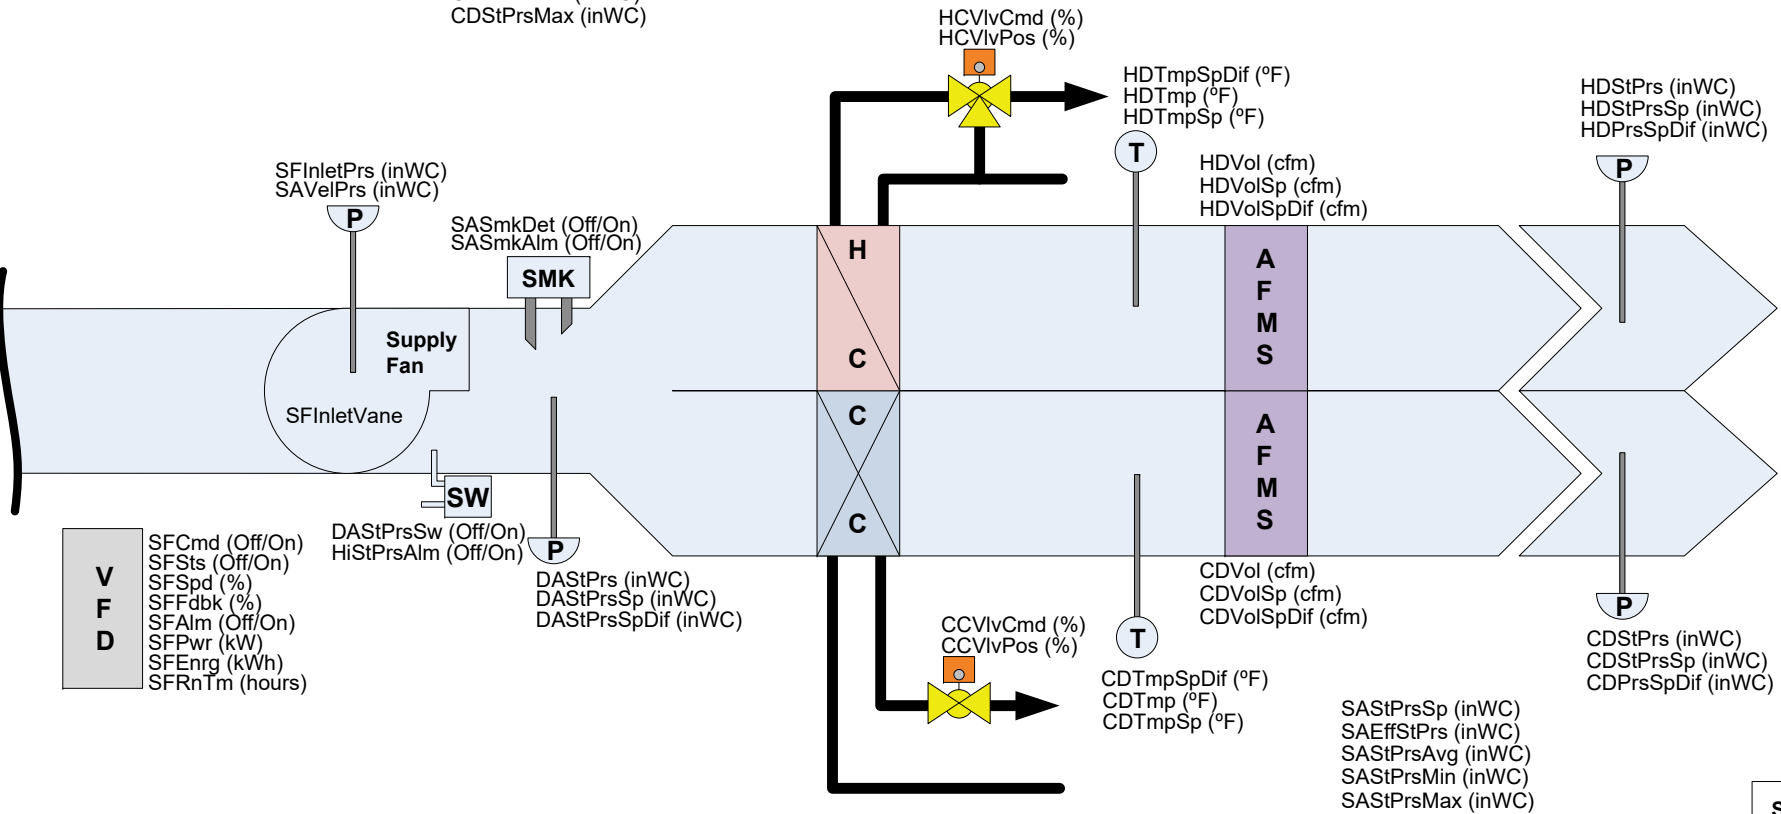 CDStPrsMax (inWC)
HCVlvCmd (%)
HCVlvPos (%)
HDTmpSpDif (ºF)
HDTmp (ºF)
HDTmpSp (ºF)
T
HDStPrs (inWC)
HDStPrsSp (inWC)
HDPrsSpDif (inWC)
P
HDVol (cfm)
HDVolSp (cfm)
HDVolSpDif (cfm)
SFInletPrs (inWC)
SAVelPrs (inWC)
P
SASmkDet (Off/On)
SASmkAlm (Off/On)
SMK
H
C
A
F
M
S
Supply
Fan
SFInletVane
C
C
A
F
M
S
SW
DAStPrsSw (Off/On)
HiStPrsAlm (Off/On)
P
DAStPrs (inWC)
DAStPrsSp (inWC)
DAStPrsSpDif (inWC)
V
F
D
SFCmd (Off/On)
SFSts (Off/On)
SFSpd (%)
SFFdbk (%)
SFAlm (Off/On)
SFPwr (kW)
SFEnrg (kWh)
SFRnTm (hours)
CCVlvCmd (%)
CCVlvPos (%)
T
CDTmpSpDif (ºF)
CDTmp (ºF)
CDTmpSp (ºF)
CDVol (cfm)
CDVolSp (cfm)
CDVolSpDif (cfm)
P
CDStPrs (inWC)
CDStPrsSp (inWC)
CDPrsSpDif (inWC)
SAStPrsSp (inWC)
SAEffStPrs (inWC)
SAStPrsAvg (inWC)
SAStPrsMin (inWC)
SAStPrsMax (inWC)